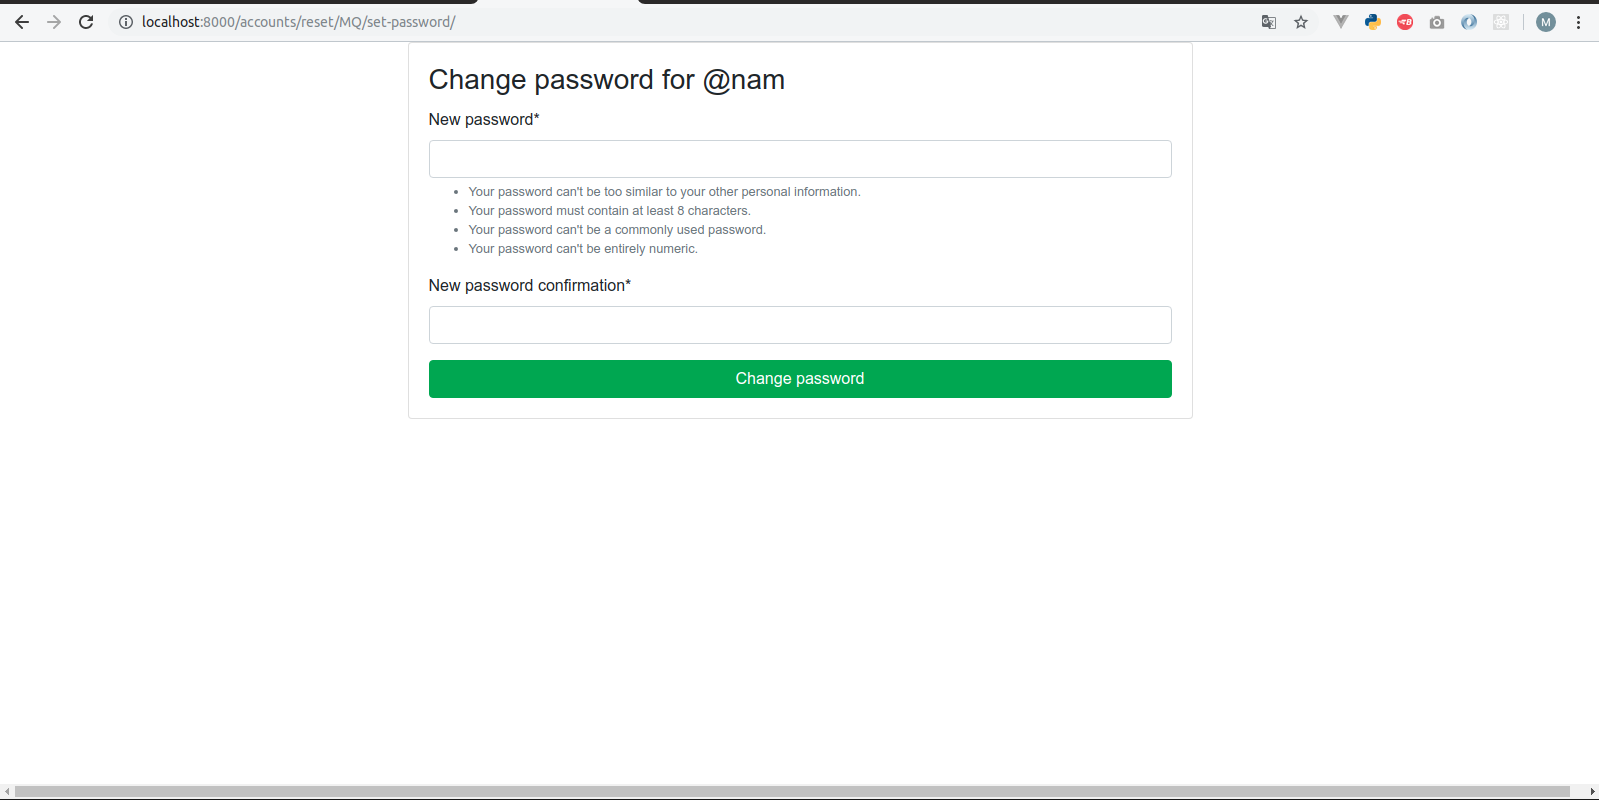 localhost:8000/accounts/reset/MQ/set-password/
M
Change password for @nam
New password*
Your password can't be too similar to your other personal information.
Your password must contain at least 8 characters.
Your password can't be a commonly used password.
Your password can't be entirely numeric.
New password confirmation*
Change password